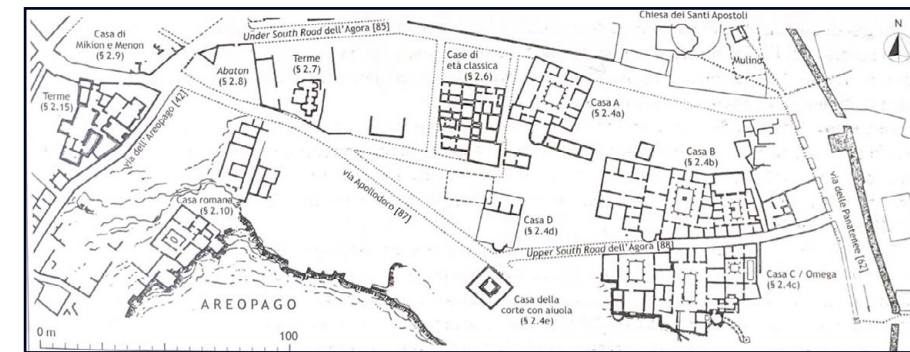 Casa di
Mikion e Menon
(§ 2.9)
Under South Road dell'Agora [85]
Chiesa dei Santi Apostoli
N
Abaton
(§ 2.8)
Terme
(§ 2.7)
Case di
età classica
(§ 2.6)
Mulino
Terme
(§ 2.15)
Casa A
(§ 2.4a)
via dell'Areopago [42]
Casa B
(§ 2.4b)
via Apollodoro [87]
via delle Panatenee [62]
Casa romana
(§ 2.10)
Casa D
(§ 2.4d)
Upper South Road dell'Agora [88]
Casa C / Omega
(§ 2.4c)
AREOPAGO
Casa della
corte con aiuola
(§ 2.4e)
0 m
100